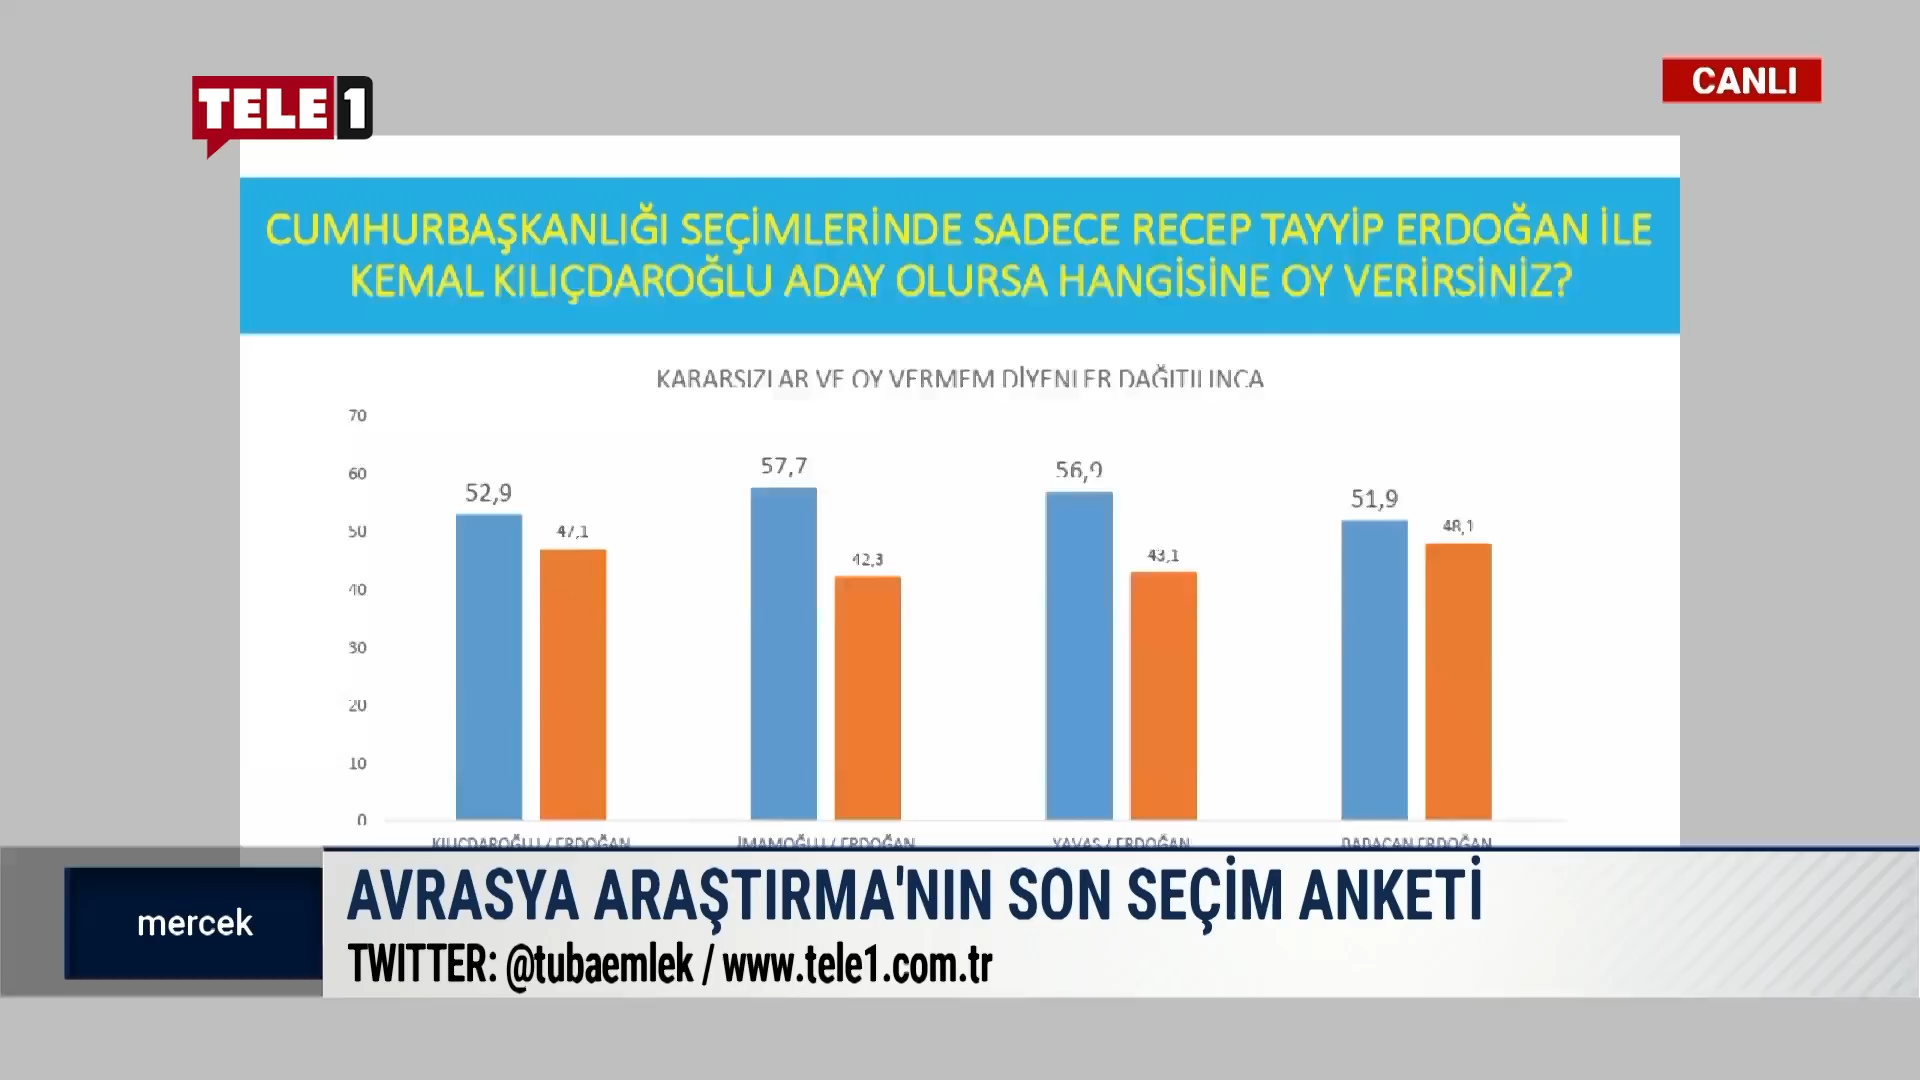 TELE1
CANLI
CUMHURBAŞKANLIĞI SEÇİMLERİNDE SADECE RECEP TAYYİP ERDOĞAN İLE
KEMAL KILIÇDAROĞLU ADAY OLURSA HANGİSİNE OY VERİRSİNİZ?
KARARSIZLAR VE OY VERMEM DİYENLER DAĞITILINCA
70
60
50
40
30
20
10
0
52,9
47,1
57,7
42,3
56,9
43,1
51,9
48,1
KILIÇDAROĞLU / ERDOĞAN
İMAMOĞLU / ERDOĞAN
YAVAŞ / ERDOĞAN
BABACAN ERDOĞAN
mercek
AVRASYA ARAŞTIRMA'NIN SON SEÇİM ANKETİ
TWITTER: @tubaemlek / www.tele1.com.tr